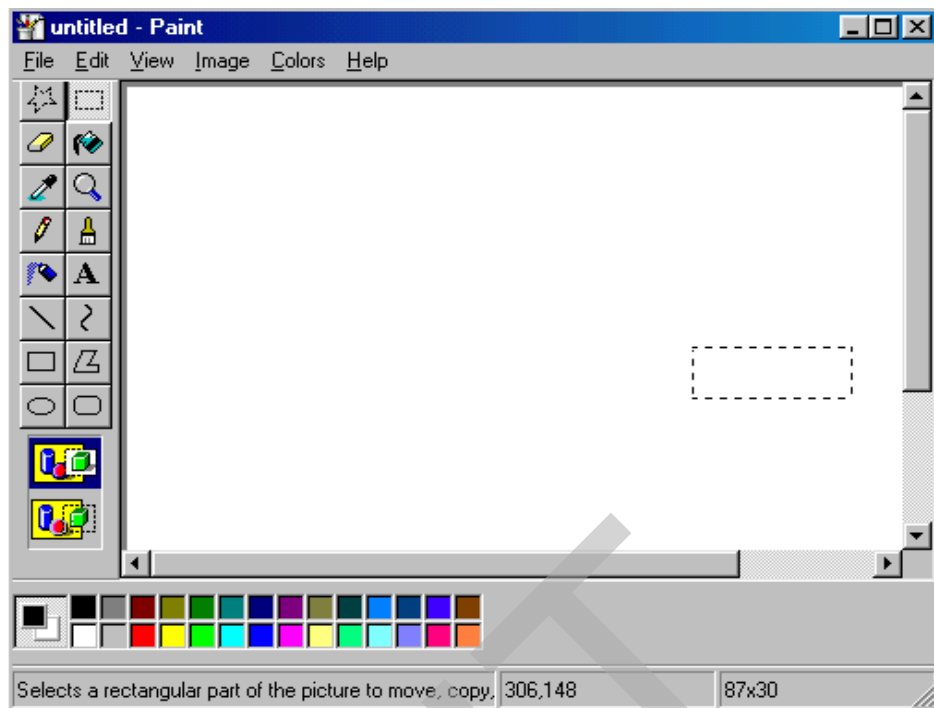 untitled - Paint
File Edit View Image Colors Help
A
Selects a rectangular part of the picture to move, copy, 306,148 87x30